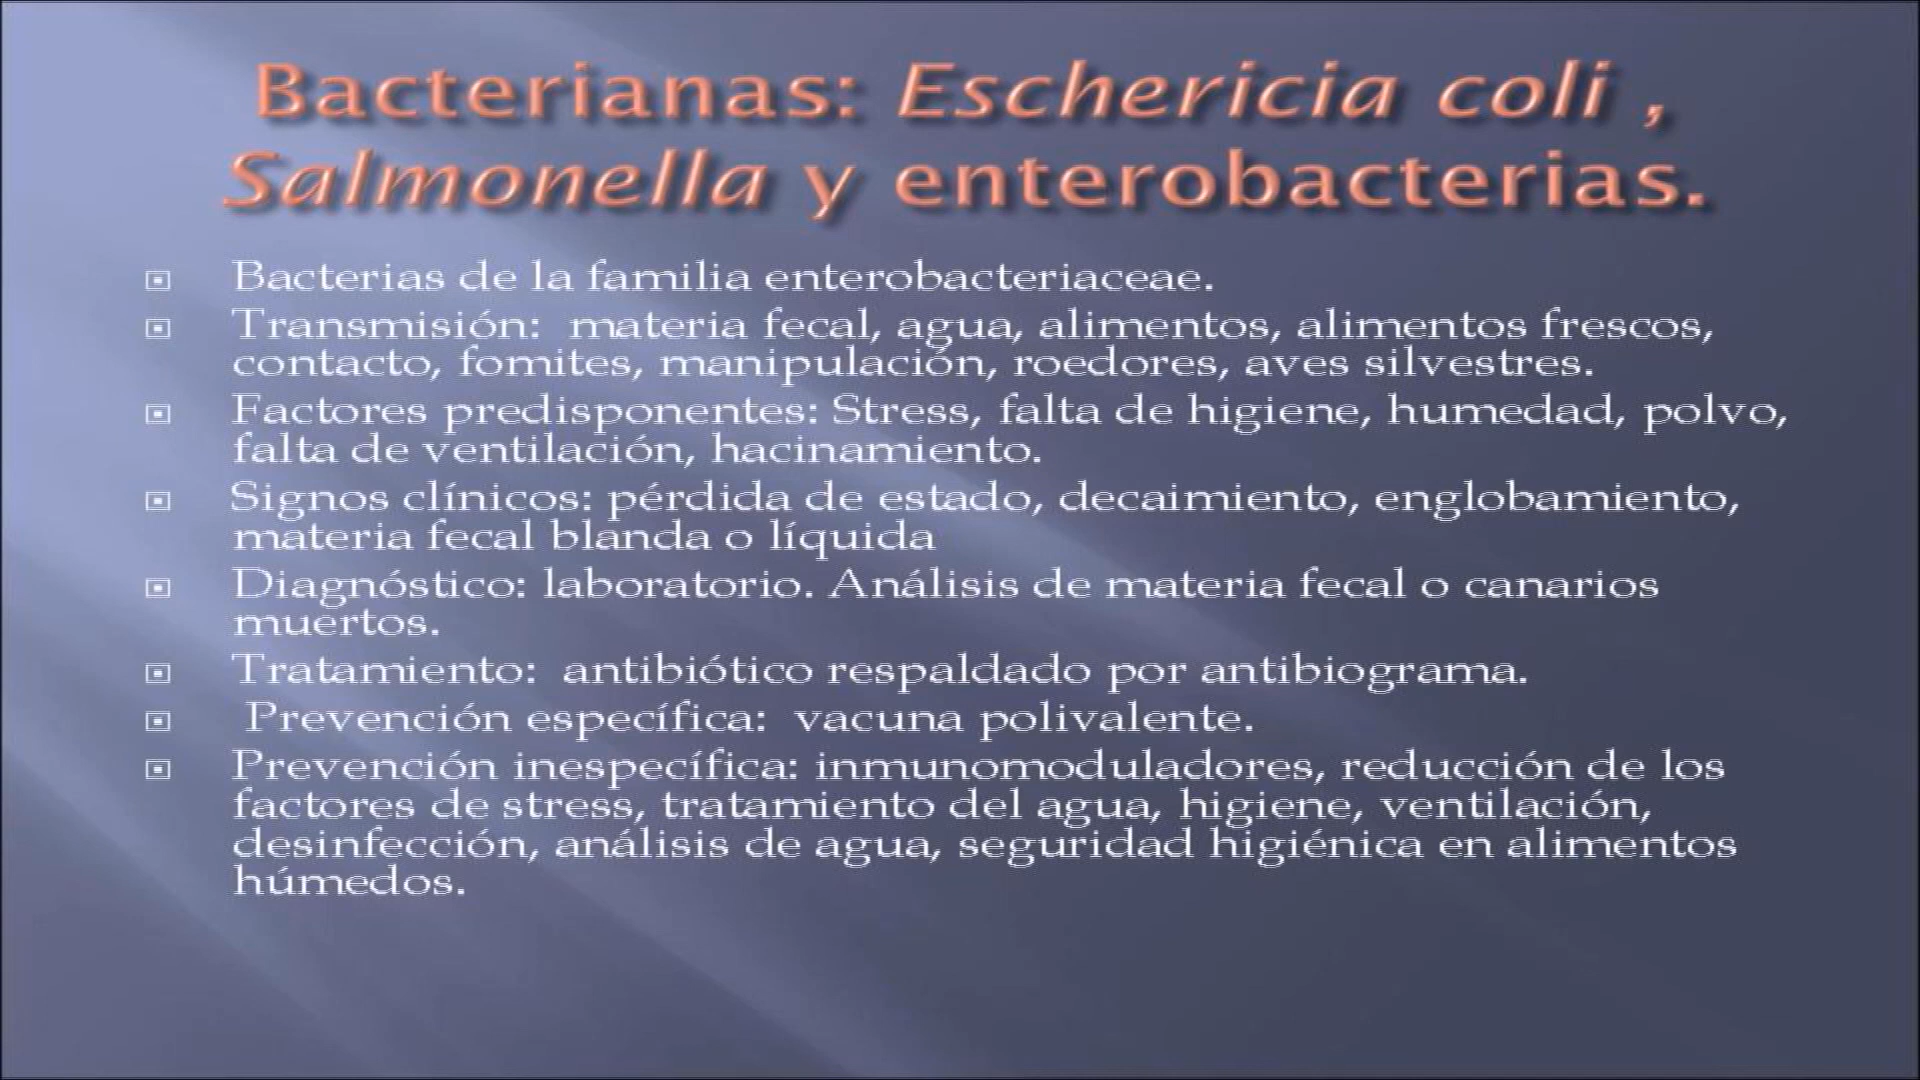 Bacterianas: Eschericia coli ,
Salmonella y enterobacterias.
Bacterias de la familia enterobacteriaceae.
Transmisión: materia fecal, agua, alimentos, alimentos frescos,
contacto, fomites, manipulación, roedores, aves silvestres.
Factores predisponentes: Stress, falta de higiene, humedad, polvo,
falta de ventilación, hacinamiento.
Signos clínicos: pérdida de estado, decaimiento, englobamiento,
materia fecal blanda o líquida
Diagnóstico: laboratorio. Análisis de materia fecal o canarios
muertos.
Tratamiento: antibiótico respaldado por antibiograma.
Prevención específica: vacuna polivalente.
Prevención inespecífica: inmunomoduladores, reducción de los
factores de stress, tratamiento del agua, higiene, ventilación,
desinfección, análisis de agua, seguridad higiénica en alimentos
húmedos.